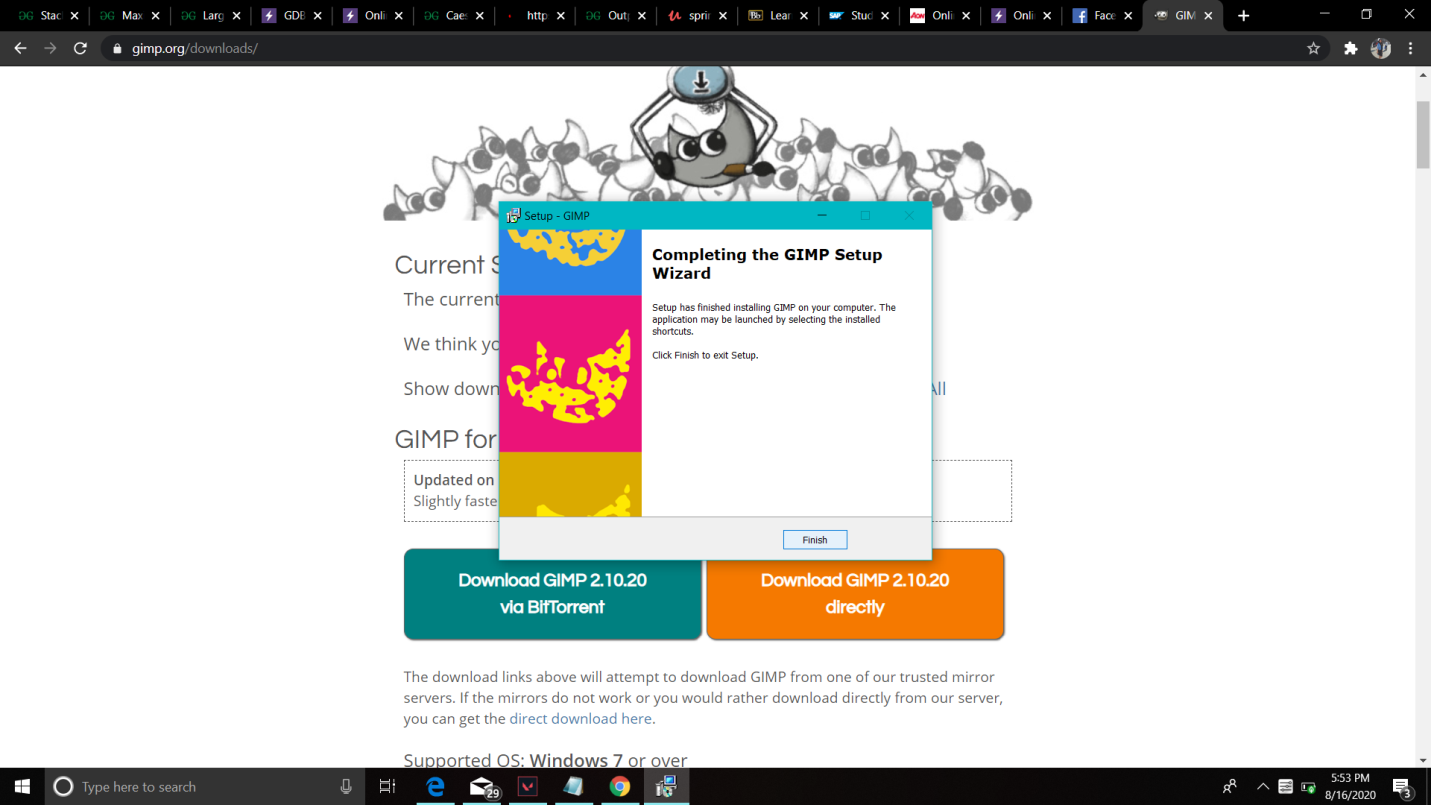 Stac
Max
Larg
GDB
Onli
Cae
http
Out
sprin
Lear
Stud
Onli
Onli
Face
GIM
gimp.org/downloads/
Setup - GIMP
Completing the GIMP Setup
Wizard
Setup has finished installing GIMP on your computer. The
application may be launched by selecting the installed
shortcuts.
Click Finish to exit Setup.
Finish
Current S
The current
We think yo
Show down
All
GIMP for
Updated on
Slightly faste
Download GIMP 2.10.20
via BitTorrent
Download GIMP 2.10.20
directly
The download links above will attempt to download GIMP from one of our trusted mirror
servers. If the mirrors do not work or you would rather download directly from our server,
you can get the direct download here.
Supported OS: Windows 7 or over
Type here to search
29
5:53 PM
8/16/2020
3